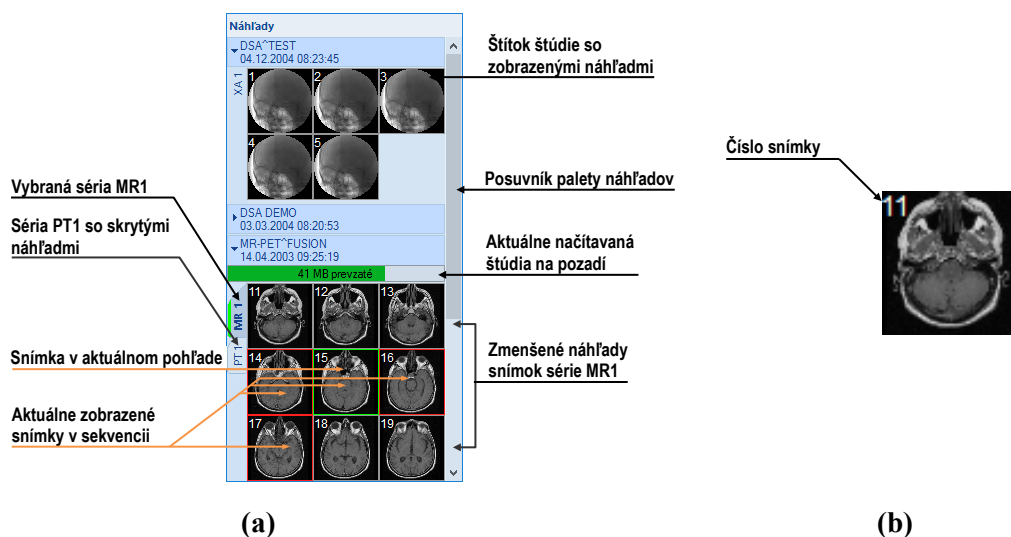 Náhľady
DSA^TEST
04.12.2004 08:23:45
XA 1
1
2
3
4
5
DSA DEMO
03.03.2004 08:20:53
MR-PET^FUSION
14.04.2003 09:25:19
41 MB prevzaté
MR 1
PT 1
11
12
13
14
15
16
17
18
19
Vybraná séria MR1
Séria PT1 so skrytými
náhľadmi
Snímka v aktuálnom pohľade
Aktuálne zobrazené
snímky v sekvencii
Štítok štúdie so
zobrazenými náhľadmi
Posuvník palety náhľadov
Aktuálne načítavaná
štúdia na pozadí
Zmenšené náhľady
snímok série MR1
(a)
Číslo snímky
11
(b)